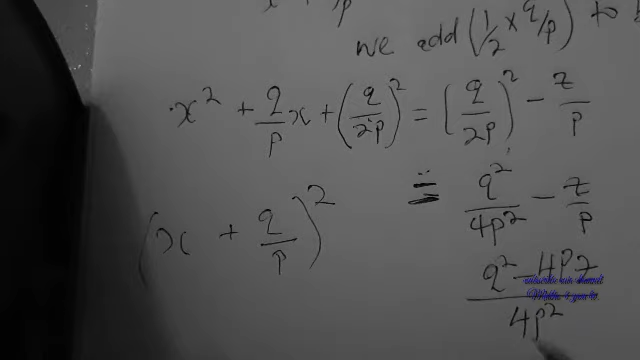 we add (1/2 × q/p) to
x² + q/p x + (q/2p)² = (q/2p)² - z/p
(x + q/p)² = q²/4p² - z/p
q² - 4pz / 4p²